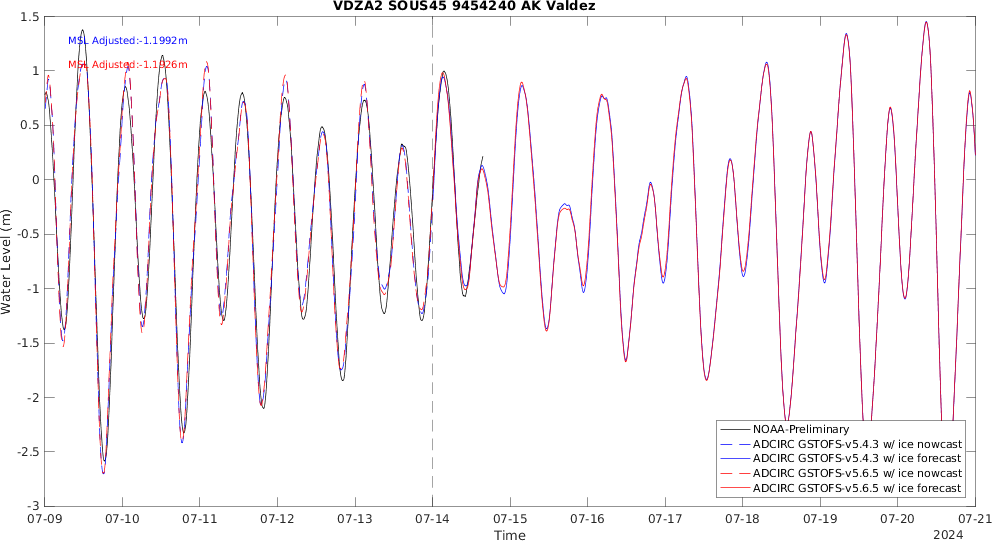 VDZA2 SOUS45 9454240 AK Valdez
MSL Adjusted:-1.1992m
MSL Adjusted:-1.1926m
Water Level (m)
1.5
1
0.5
0
-0.5
-1
-1.5
-2
-2.5
-3
NOAA-Preliminary
ADCIRC GSTOFS-v5.4.3 w/ ice nowcast
ADCIRC GSTOFS-v5.4.3 w/ ice forecast
ADCIRC GSTOFS-v5.6.5 w/ ice nowcast
ADCIRC GSTOFS-v5.6.5 w/ ice forecast
07-09 07-10 07-11 07-12 07-13 07-14 07-15 07-16 07-17 07-18 07-19 07-20 07-21
Time
2024